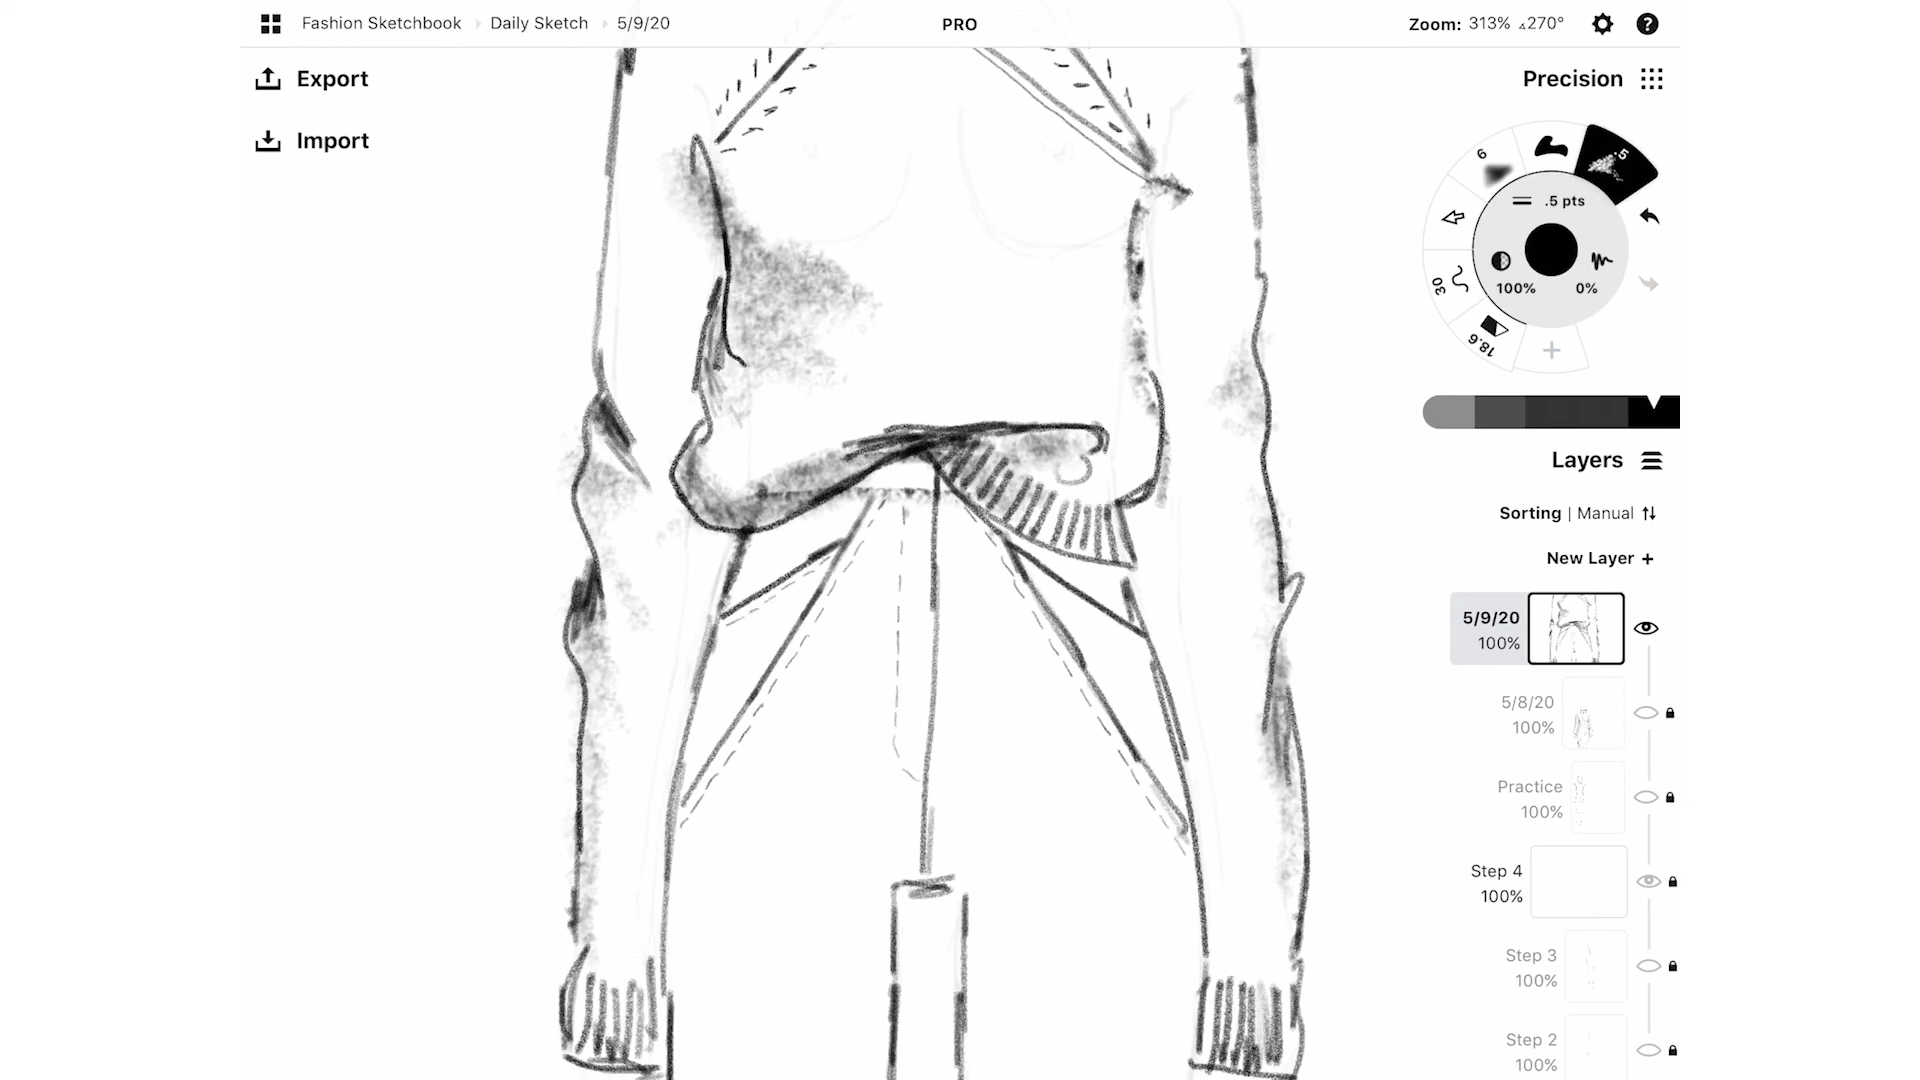 Fashion Sketchbook Daily Sketch 5/9/20
PRO
Zoom: 313% ⦟270°
Export
Import
Precision
.5
6
30
18.6
.5 pts
100%
0%
Layers
Sorting | Manual
New Layer +
5/9/20
100%
5/8/20
100%
Practice
100%
Step 4
100%
Step 3
100%
Step 2
100%